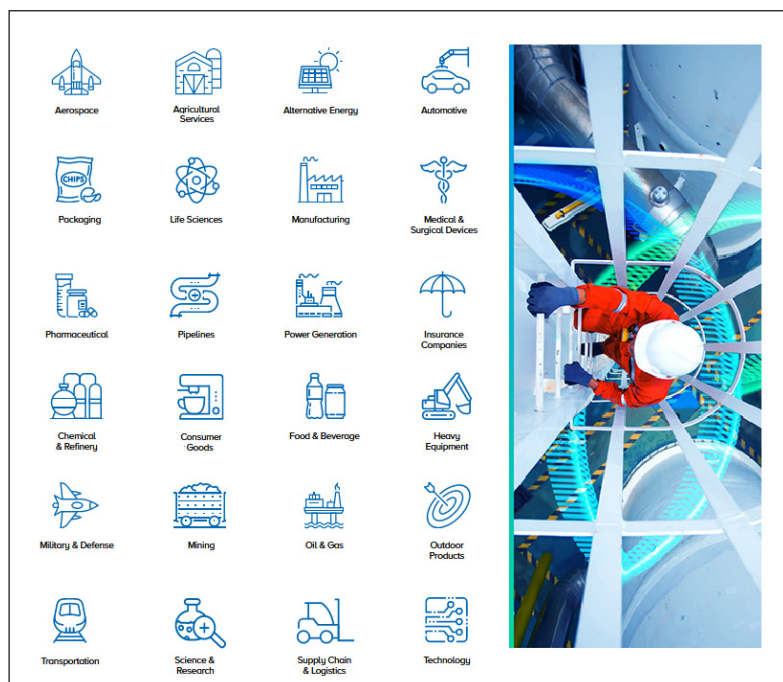 Aerospace
Agricultural
Services
Alternative Energy
Automotive
CHIPS
Packaging
Life Sciences
Manufacturing
Medical &
Surgical Devices
Pharmaceutical
Pipelines
Power Generation
Insurance
Companies
Chemical
& Refinery
Consumer
Goods
Food & Beverage
Heavy
Equipment
Military & Defense
Mining
Oil & Gas
Outdoor
Products
Transportation
Science &
Research
Supply Chain
& Logistics
Technology